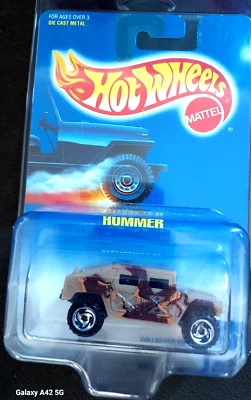 FOR AGES OVER 3.
DIE CAST METAL.
HOT WHEELS
MATTEL
HUMMER
Galaxy A42 5G